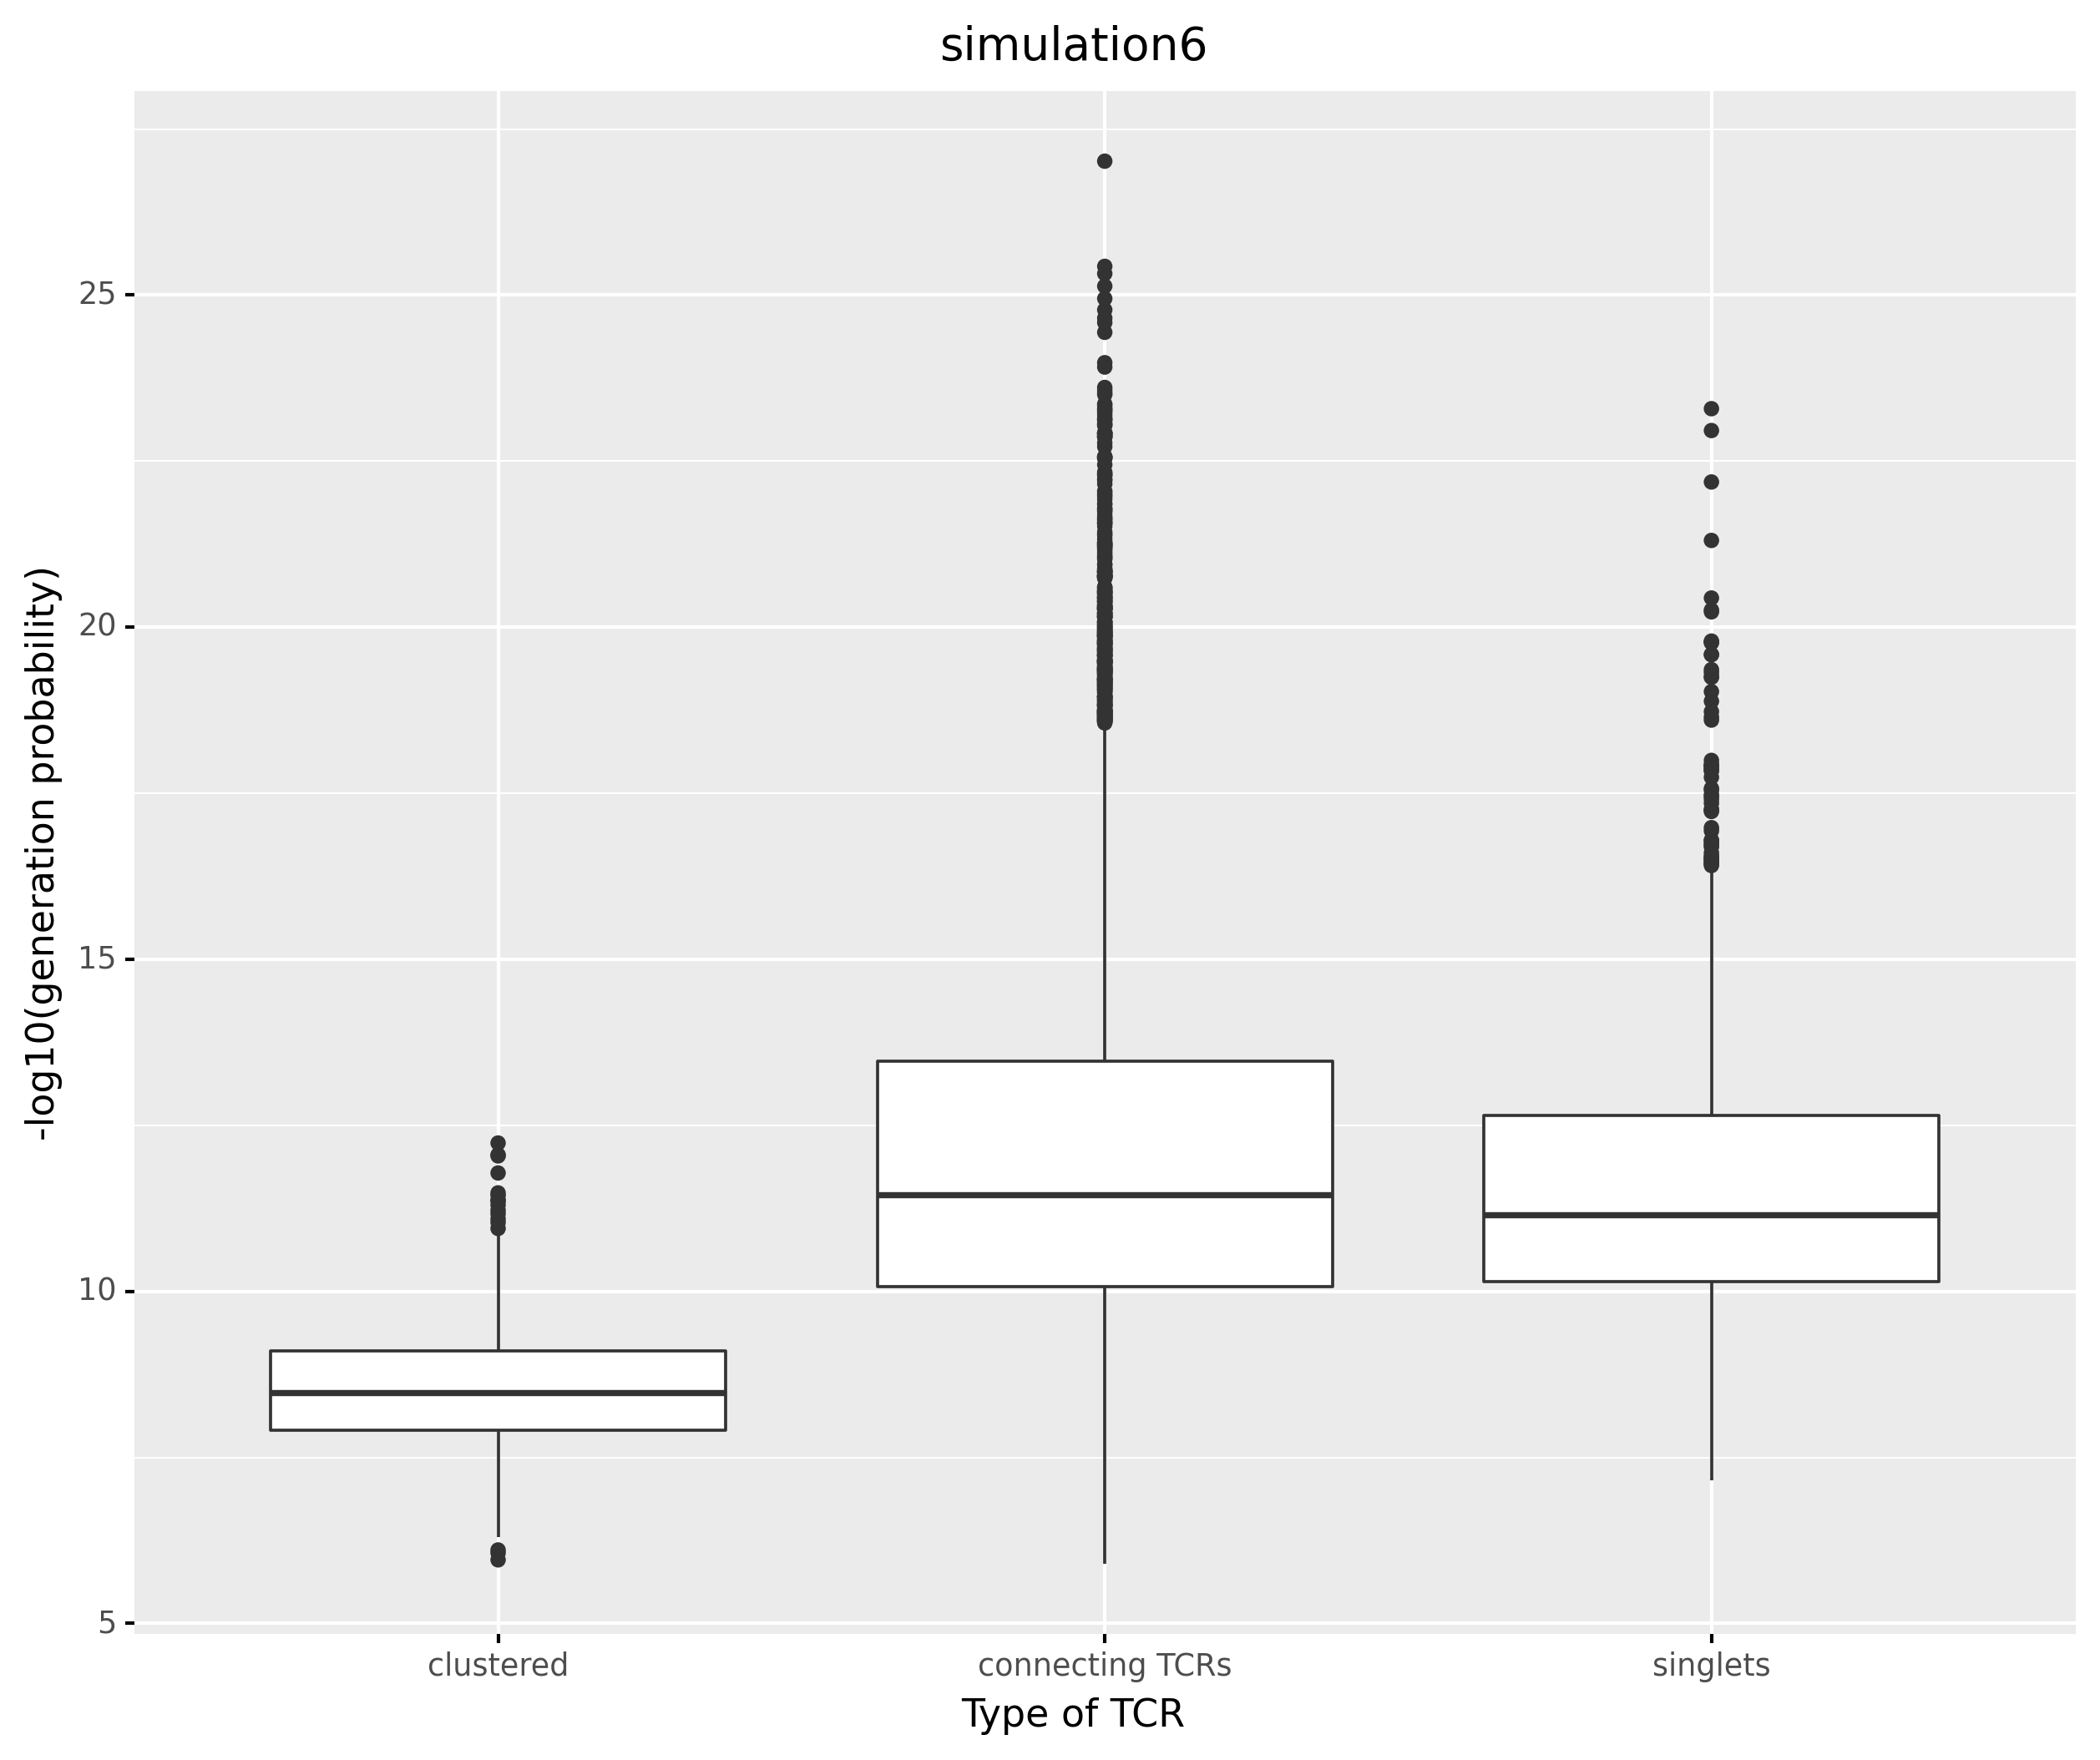 simulation6
-log10(generation probability)
25
20
15
10
5
clustered
connecting TCRs
singlets
Type of TCR